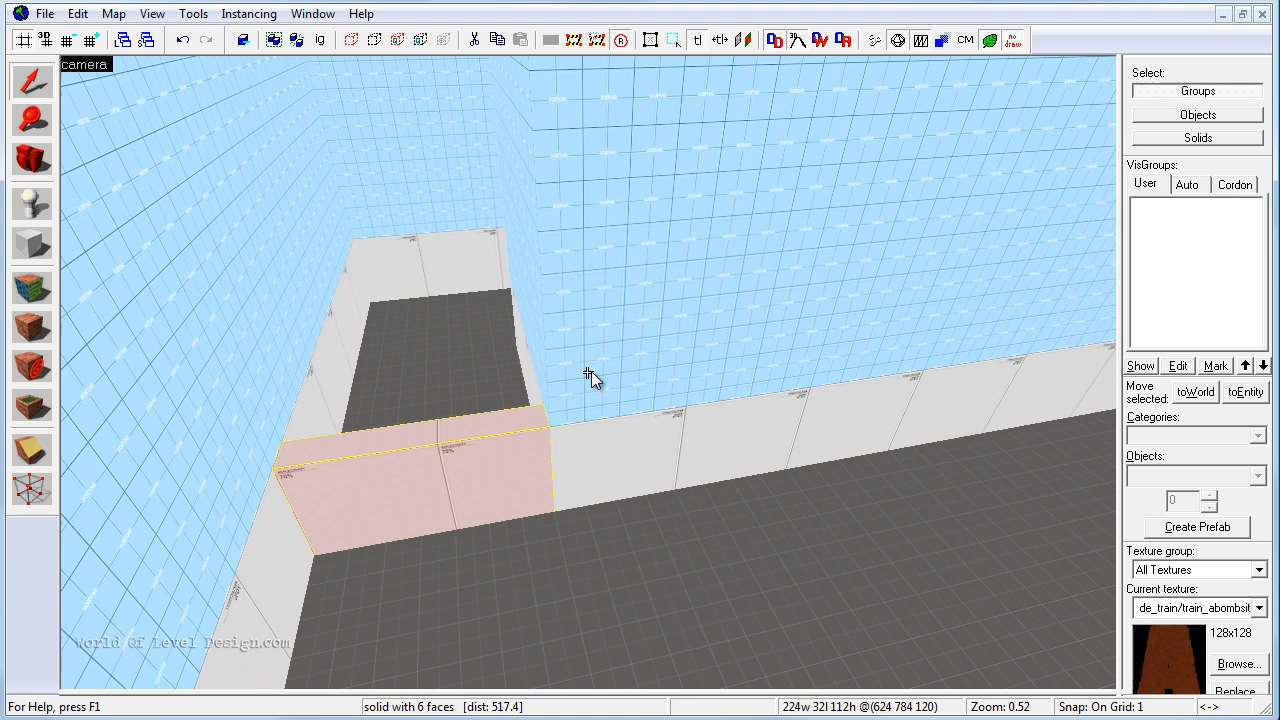 File Edit Map View Tools Instancing Window Help
camera
Select:
Groups
Objects
Solids
VisGroups:
User Auto Cordon
Show Edit Mark
Move selected: toWorld toEntity
Categories:
Objects:
0
Create Prefab
Texture group:
All Textures
Current texture:
de_train/train_abombsit
128x128
Browse...
Replace
World Of Level Design.com
For Help, press F1
solid with 6 faces [dist: 517.4]
224w 32l 112h @(624 784 120)
Zoom: 0.52
Snap: On Grid: 1
<->